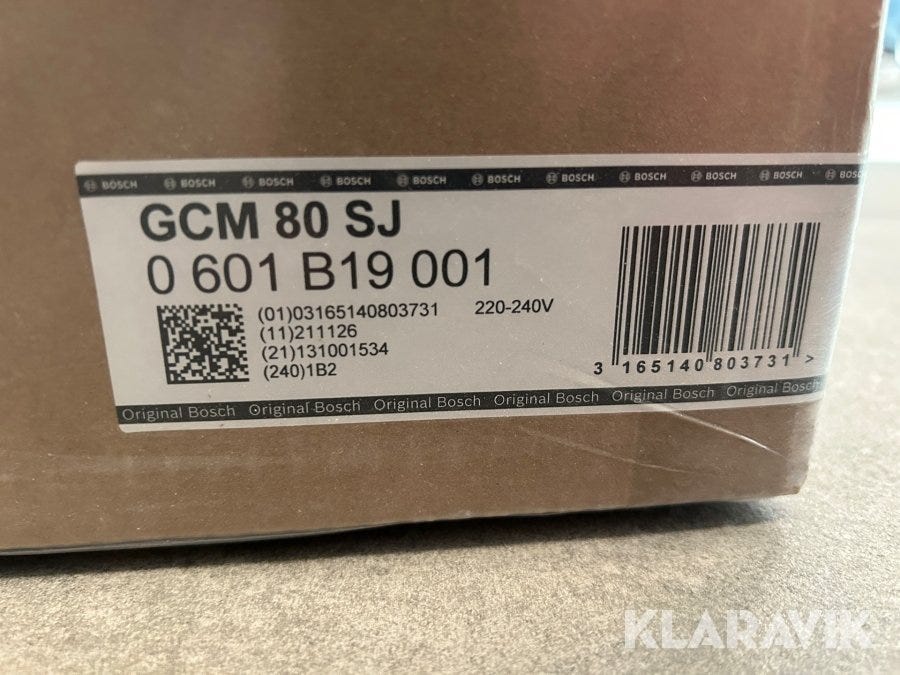 BOSCH BOSCH BOSCH BOSCH BOSCH BOSCH BOSCH BOSCH BOSCH BOSCH
GCM 80 SJ
0 601 B19 001
(01)03165140803731 220-240V
(11)211126
(21)131001534
(240)1B2
3 165140 803731 >
Original Bosch Original Bosch Original Bosch Original Bosch Original Bosch Original
KLARAVIK